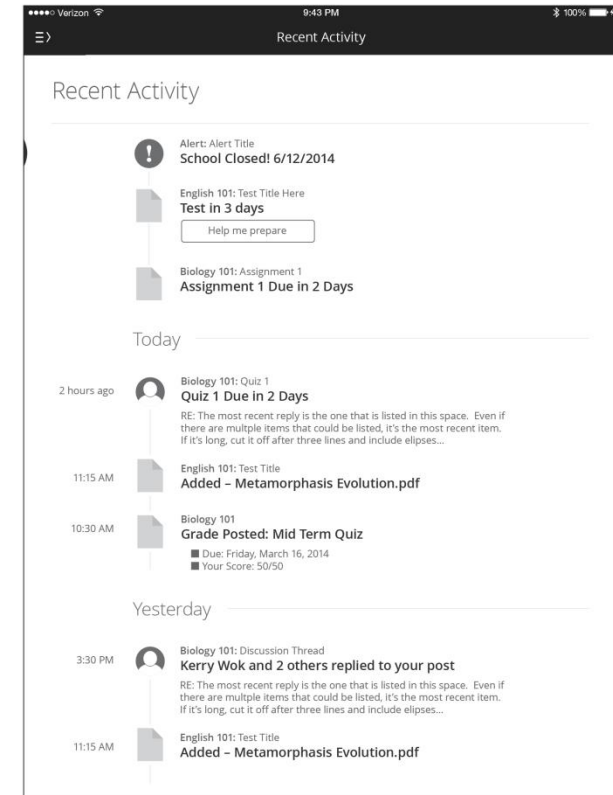 Verizon 9:43 PM 100%
Recent Activity
Recent Activity
Alert: Alert Title
School Closed! 6/12/2014
English 101: Test Title Here
Test in 3 days
Help me prepare
Biology 101: Assignment 1
Assignment 1 Due in 2 Days
Today
2 hours ago
Biology 101: Quiz 1
Quiz 1 Due in 2 Days
RE: The most recent reply is the one that is listed in this space. Even if
there are multple items that could be listed, it's the most recent item.
If it's long, cut it off after three lines and include elipses...
11:15 AM
English 101: Test Title
Added – Metamorphasis Evolution.pdf
10:30 AM
Biology 101
Grade Posted: Mid Term Quiz
Due: Friday, March 16, 2014
Your Score: 50/50
Yesterday
3:30 PM
Biology 101: Discussion Thread
Kerry Wok and 2 others replied to your post
RE: The most recent reply is the one that is listed in this space. Even if
there are multple items that could be listed, it's the most recent item.
If it's long, cut it off after three lines and include elipses...
11:15 AM
English 101: Test Title
Added – Metamorphasis Evolution.pdf